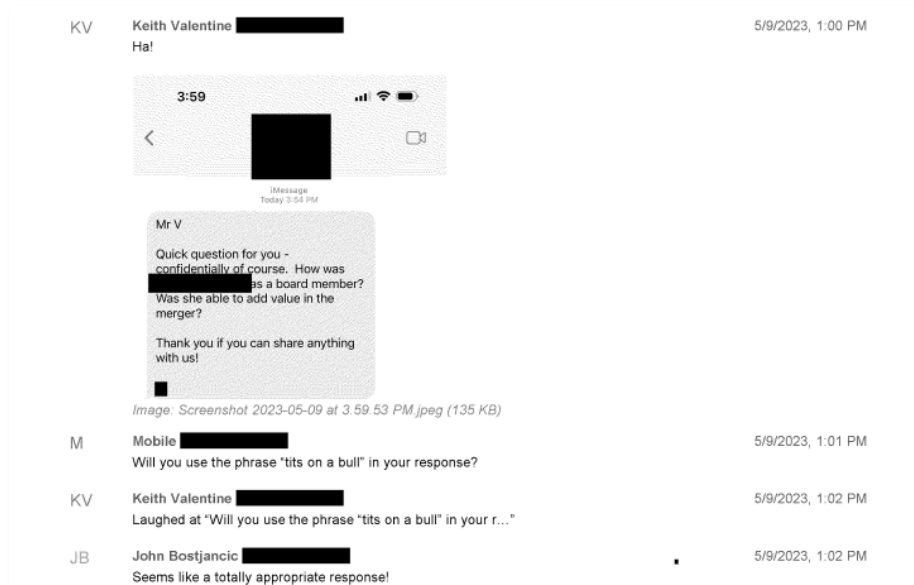 KV Keith Valentine 5/9/2023, 1:00 PM
Ha!
3:59
iMessage
Today 3:54 PM
Mr V
Quick question for you -
confidentially of course. How was
as a board member?
Was she able to add value in the
merger?
Thank you if you can share anything
with us!
Image: Screenshot 2023-05-09 at 3.59.53 PM.jpeg (135 KB)
M Mobile 5/9/2023, 1:01 PM
Will you use the phrase “tits on a bull” in your response?
KV Keith Valentine 5/9/2023, 1:02 PM
Laughed at “Will you use the phrase “tits on a bull” in your r…”
JB John Bostjancic 5/9/2023, 1:02 PM
Seems like a totally appropriate response!